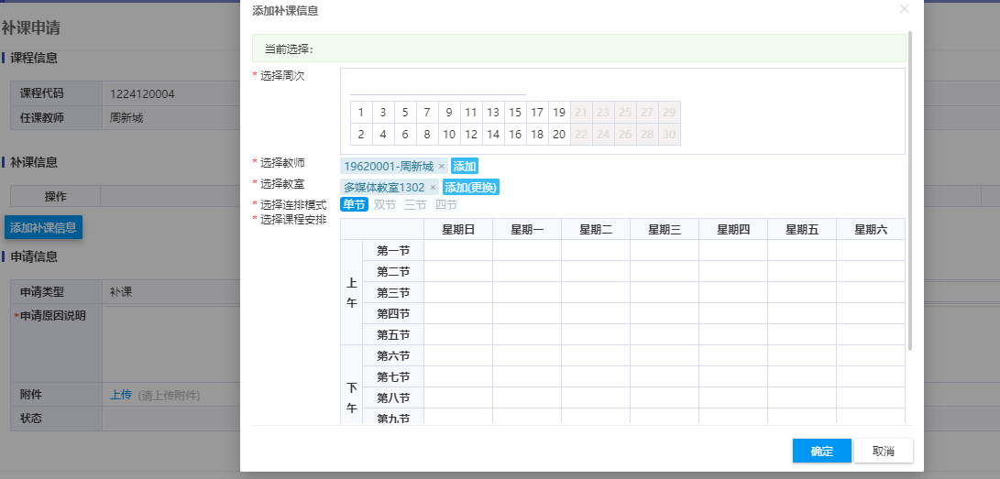 补课申请
课程信息
课程代码 1224120004
任课教师 周新域
补课信息
操作
添加补课信息
申请信息
申请类型 补课
*申请原因说明
附件 上传 (请上传附件)
状态
添加补课信息 ×
当前选择：
* 选择周次
1 3 5 7 9 11 13 15 17 19 21 23 25 27 29
2 4 6 8 10 12 14 16 18 20 22 24 26 28 30
* 选择教师 19620001-周新域 × 添加
* 选择教室 多媒体教室1302 × 添加(更换)
* 选择连排模式 单节 双节 三节 四节
* 选择课程安排
星期日 星期一 星期二 星期三 星期四 星期五 星期六
上午
第一节
第二节
第三节
第四节
第五节
下午
第六节
第七节
第八节
第九节
确定 取消